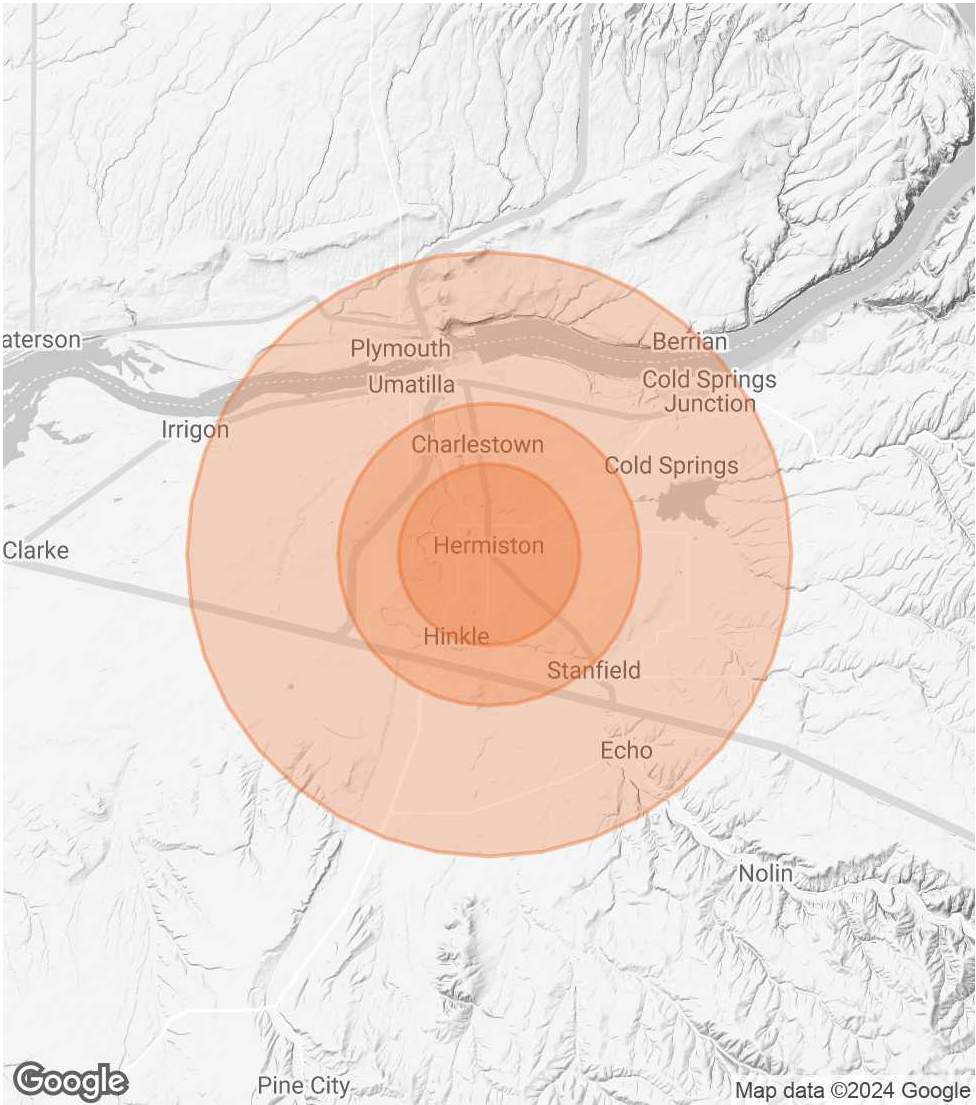 aterson
Plymouth
Berrian
Umatilla
Cold Springs
Junction
Irrigon
Charlestown
Cold Springs
Clarke
Hermiston
Hinkle
Stanfield
Echo
Nolin
Google
Pine City
Map data ©2024 Google